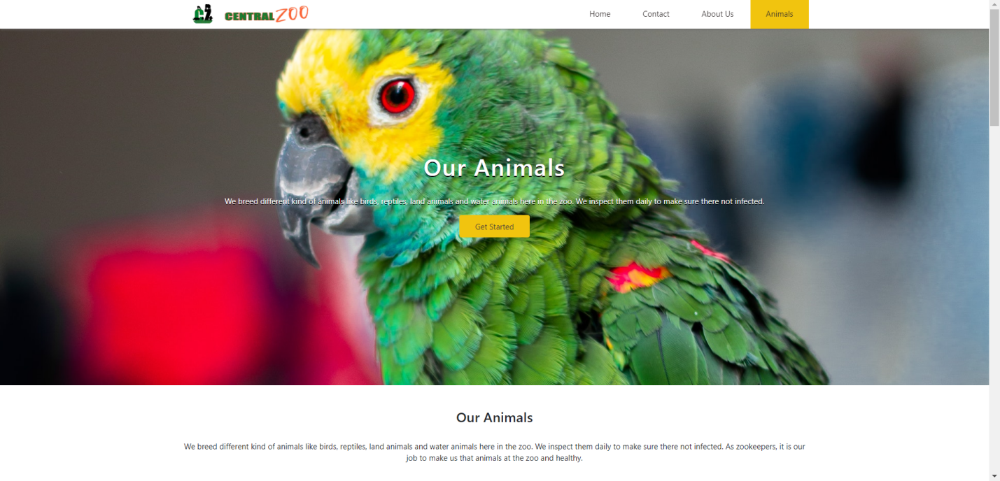 CZ CENTRAL ZOO Home Contact About Us Animals
Our Animals
We breed different kind of animals like birds, reptiles, land animals and water animals here in the zoo. We inspect them daily to make sure there not infected.
Get Started
Our Animals
We breed different kind of animals like birds, reptiles, land animals and water animals here in the zoo. We inspect them daily to make sure there not infected. As zookeepers, it is our
job to make us that animals at the zoo and healthy.